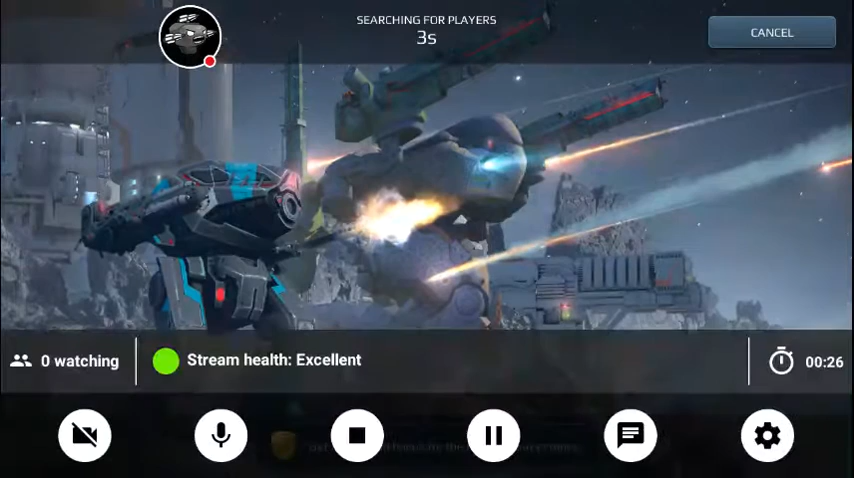 SEARCHING FOR PLAYERS
3s
CANCEL
0 watching
Stream health: Excellent
00:26